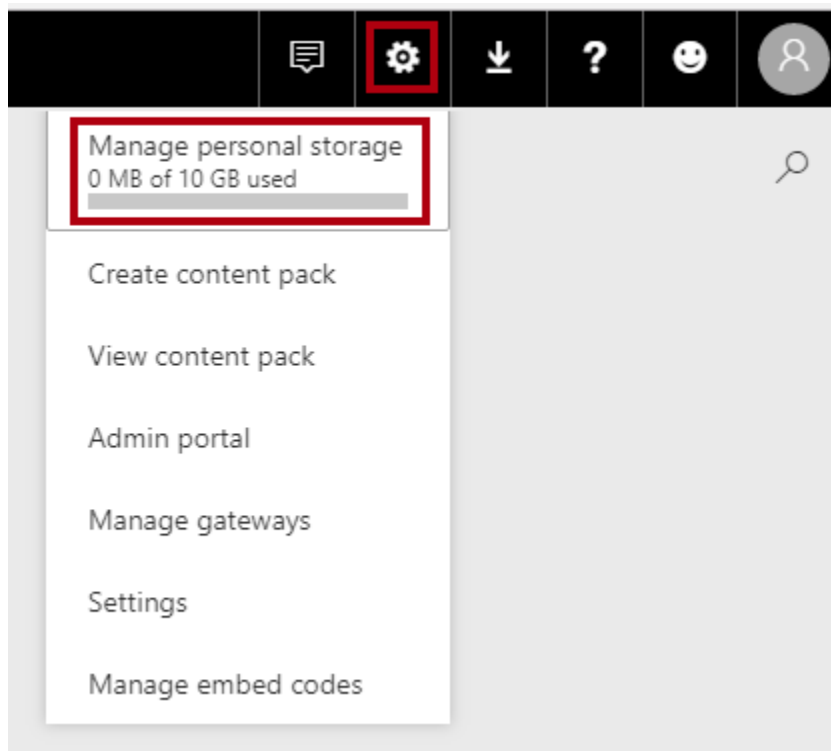 Manage personal storage
0 MB of 10 GB used
Create content pack
View content pack
Admin portal
Manage gateways
Settings
Manage embed codes